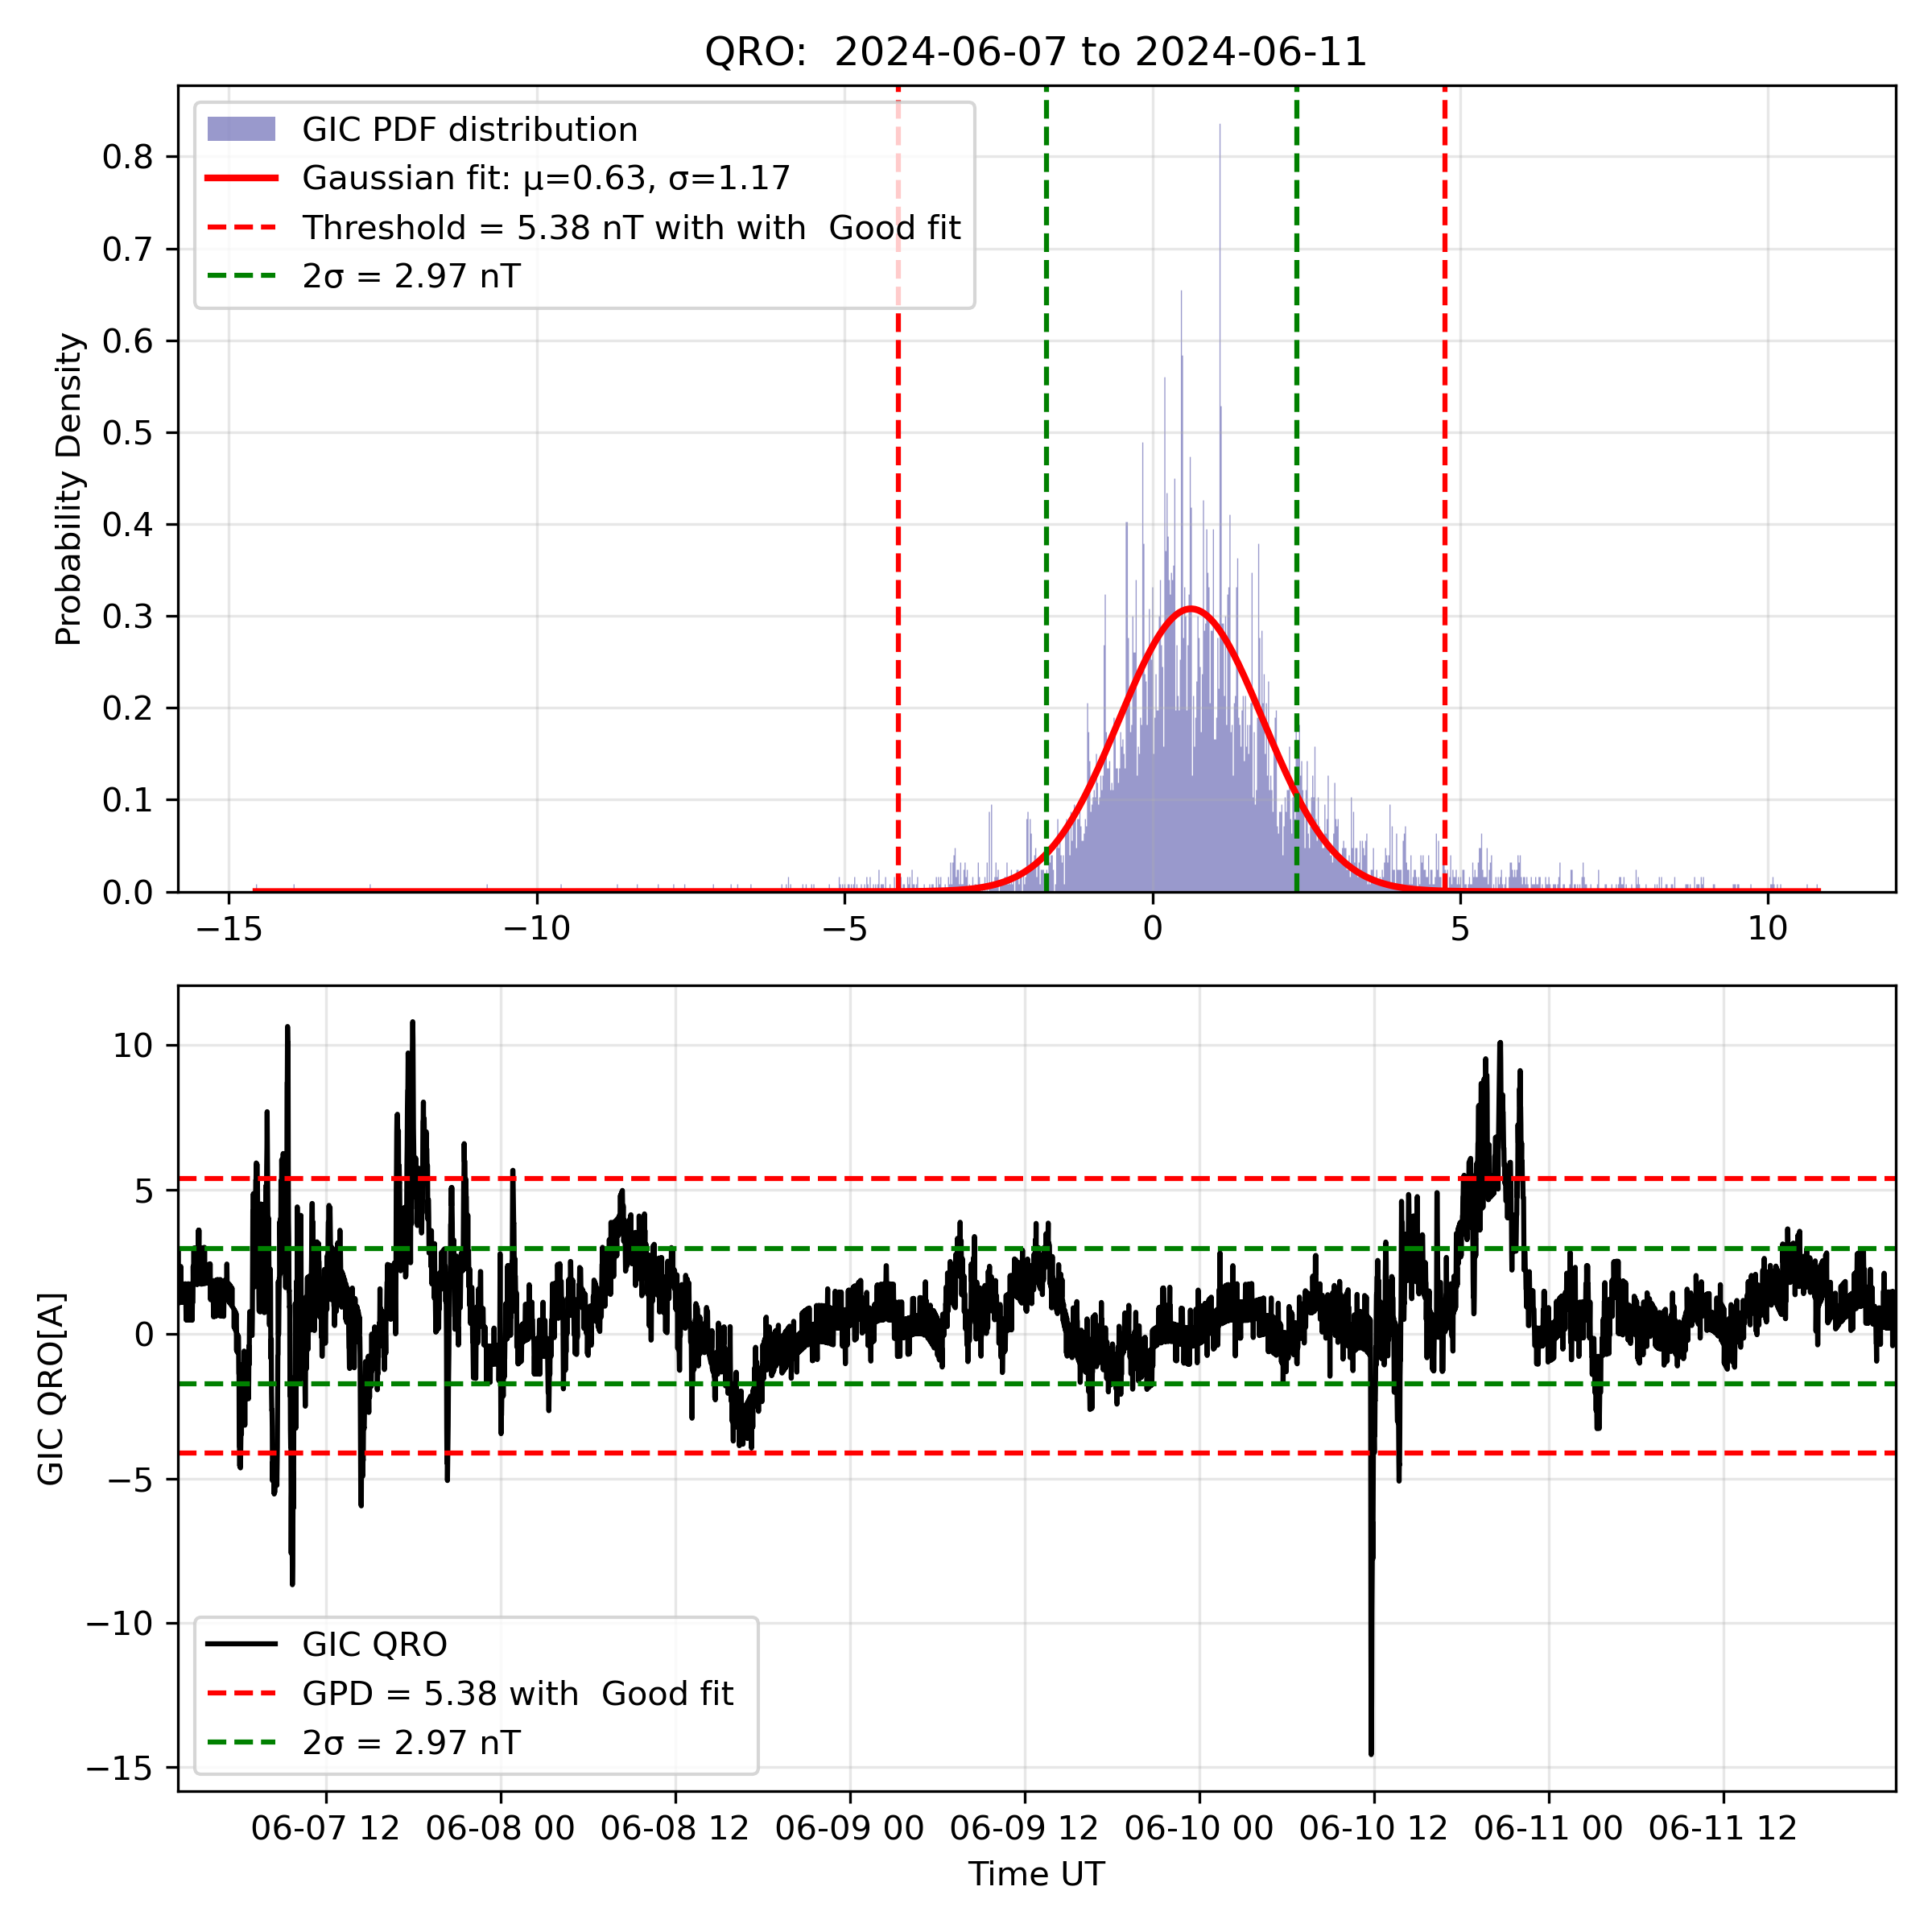 QRO:  2024-06-07 to 2024-06-11
GIC PDF distribution
Gaussian fit: μ=0.63, σ=1.17
Threshold = 5.38 nT with with  Good fit
2σ = 2.97 nT
Probability Density
0.8
0.7
0.6
0.5
0.4
0.3
0.2
0.1
0.0
−15 −10 −5 0 5 10
GIC QRO[A]
10
5
0
−5
−10
−15
GIC QRO
GPD = 5.38 with  Good fit
2σ = 2.97 nT
06-07 12 06-08 00 06-08 12 06-09 00 06-09 12 06-10 00 06-10 12 06-11 00 06-11 12
Time UT